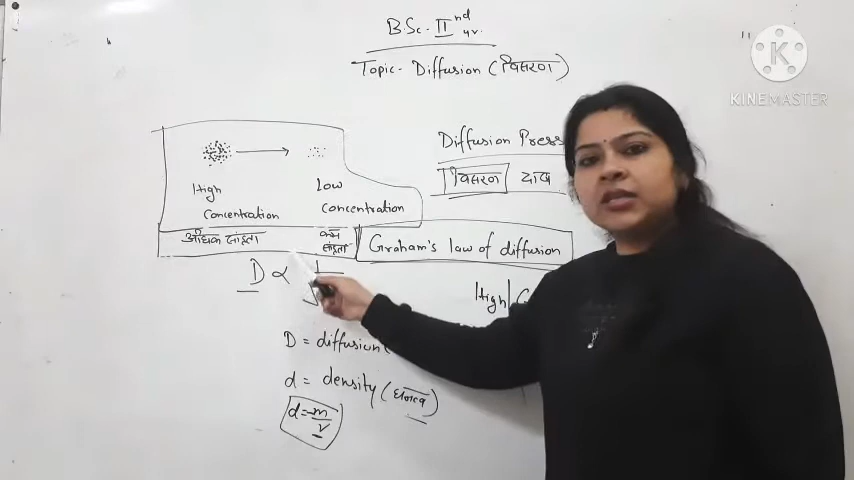 B.Sc. IInd yr.
Topic- Diffusion (विसरण)
KINEMASTER
Diffusion Press
विसरण दाब
High Concentration
Low Concentration
अधिक सांद्रता
कम सांद्रता
Graham's law of diffusion
D ∝ 1
High
D = diffusion (
d = density (घनत्व)
d = m/v